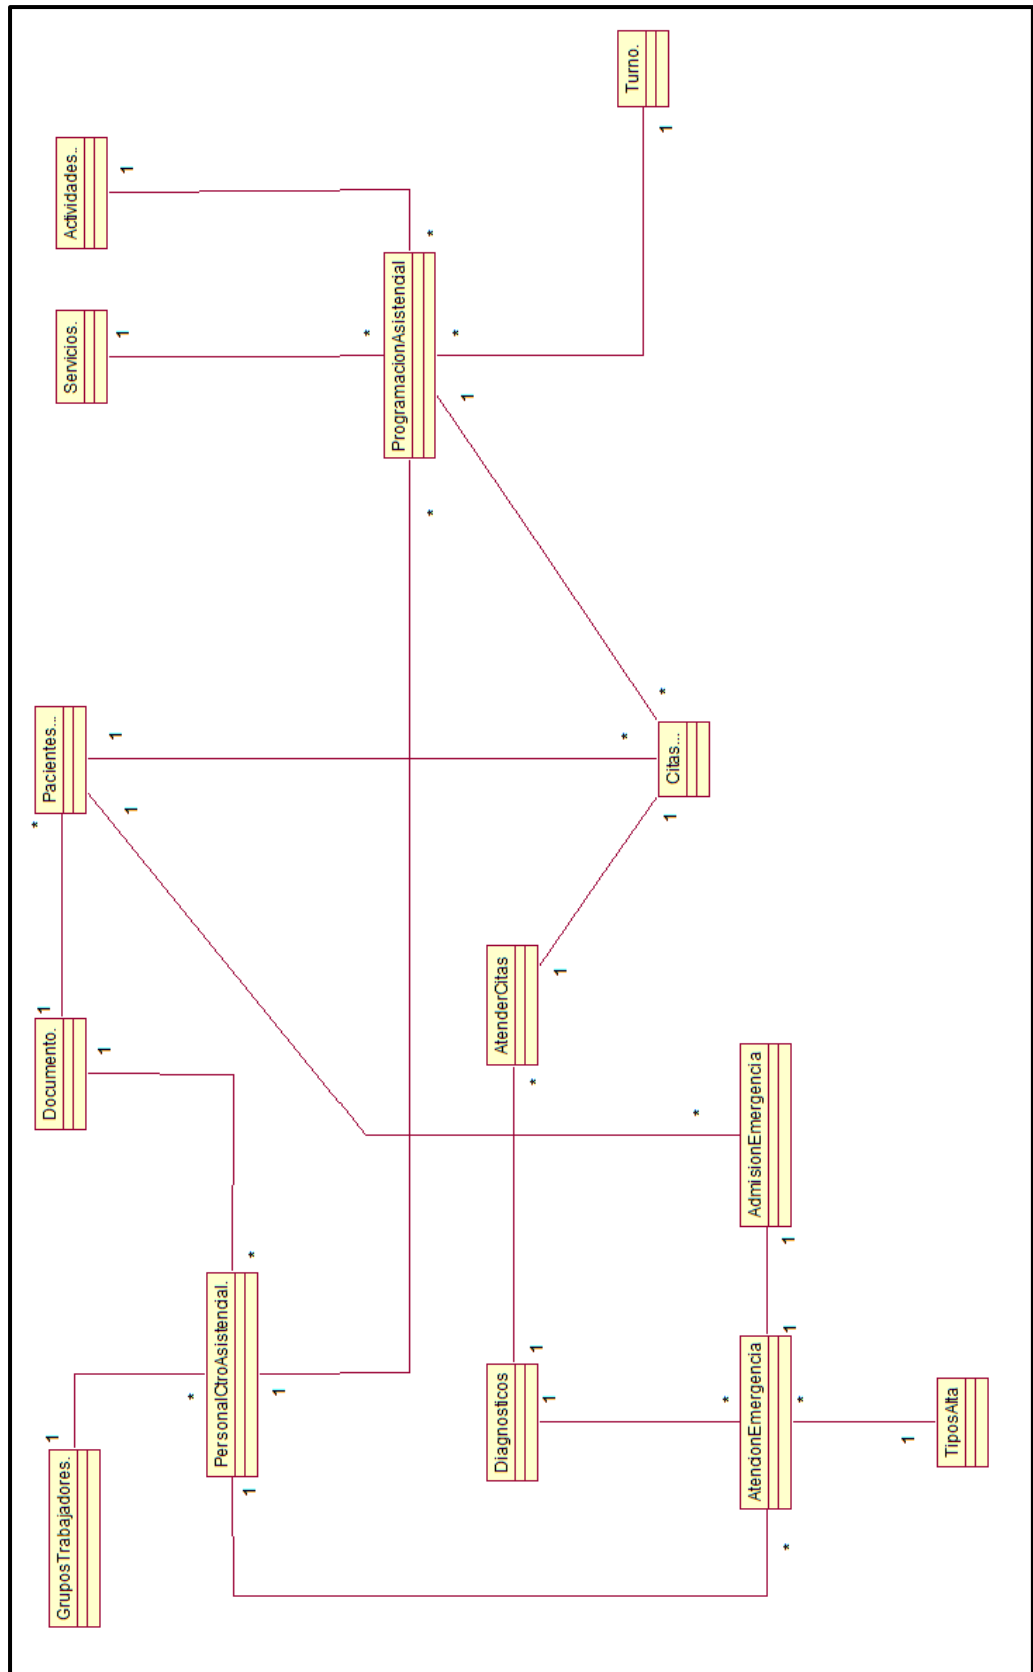 GruposTrabajadores.
1
Documento.
1
*
Pacientes...
Servicios.
Actividades..
1
1
1
1
1
*
PersonalCtroAsistencial.
1
*
1
*
ProgramacionAsistencial
*
*
*
1
Diagnosticos
AtenderCitas
1
*
1
1
*
Turno.
*
1
1
Citas...
*
*
AtencionEmergencia
AdmisionEmergencia
*
1
1
*
1
TiposAlta